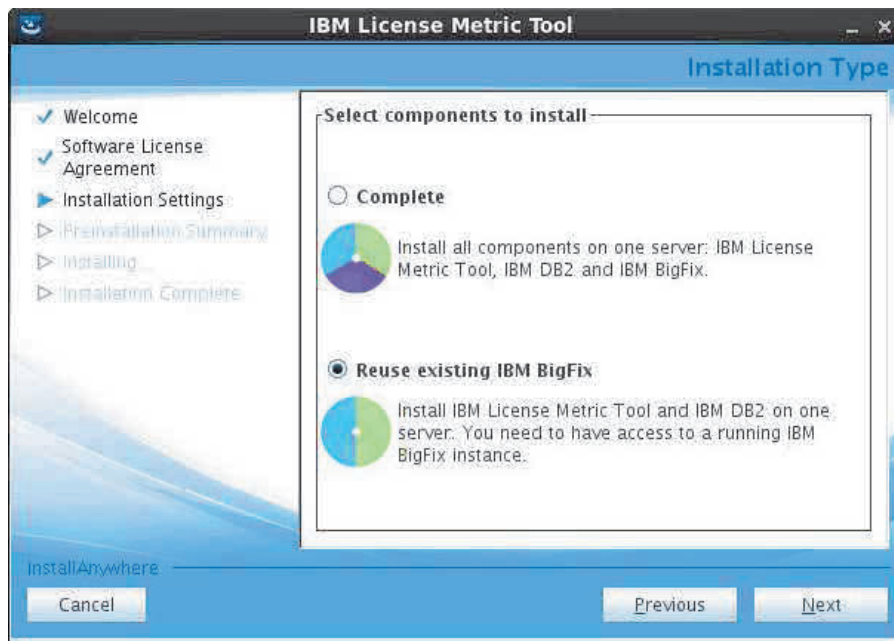 IBM License Metric Tool
Installation Type
Welcome
Software License
Agreement
Installation Settings
Preinstallation Summary
Installing...
Installation Complete
Select components to install
Complete
Install all components on one server: IBM License
Metric Tool, IBM DB2 and IBM BigFix.
Reuse existing IBM BigFix
Install IBM License Metric Tool and IBM DB2 on one
server. You need to have access to a running IBM
BigFix instance.
InstallAnywhere
Cancel
Previous
Next